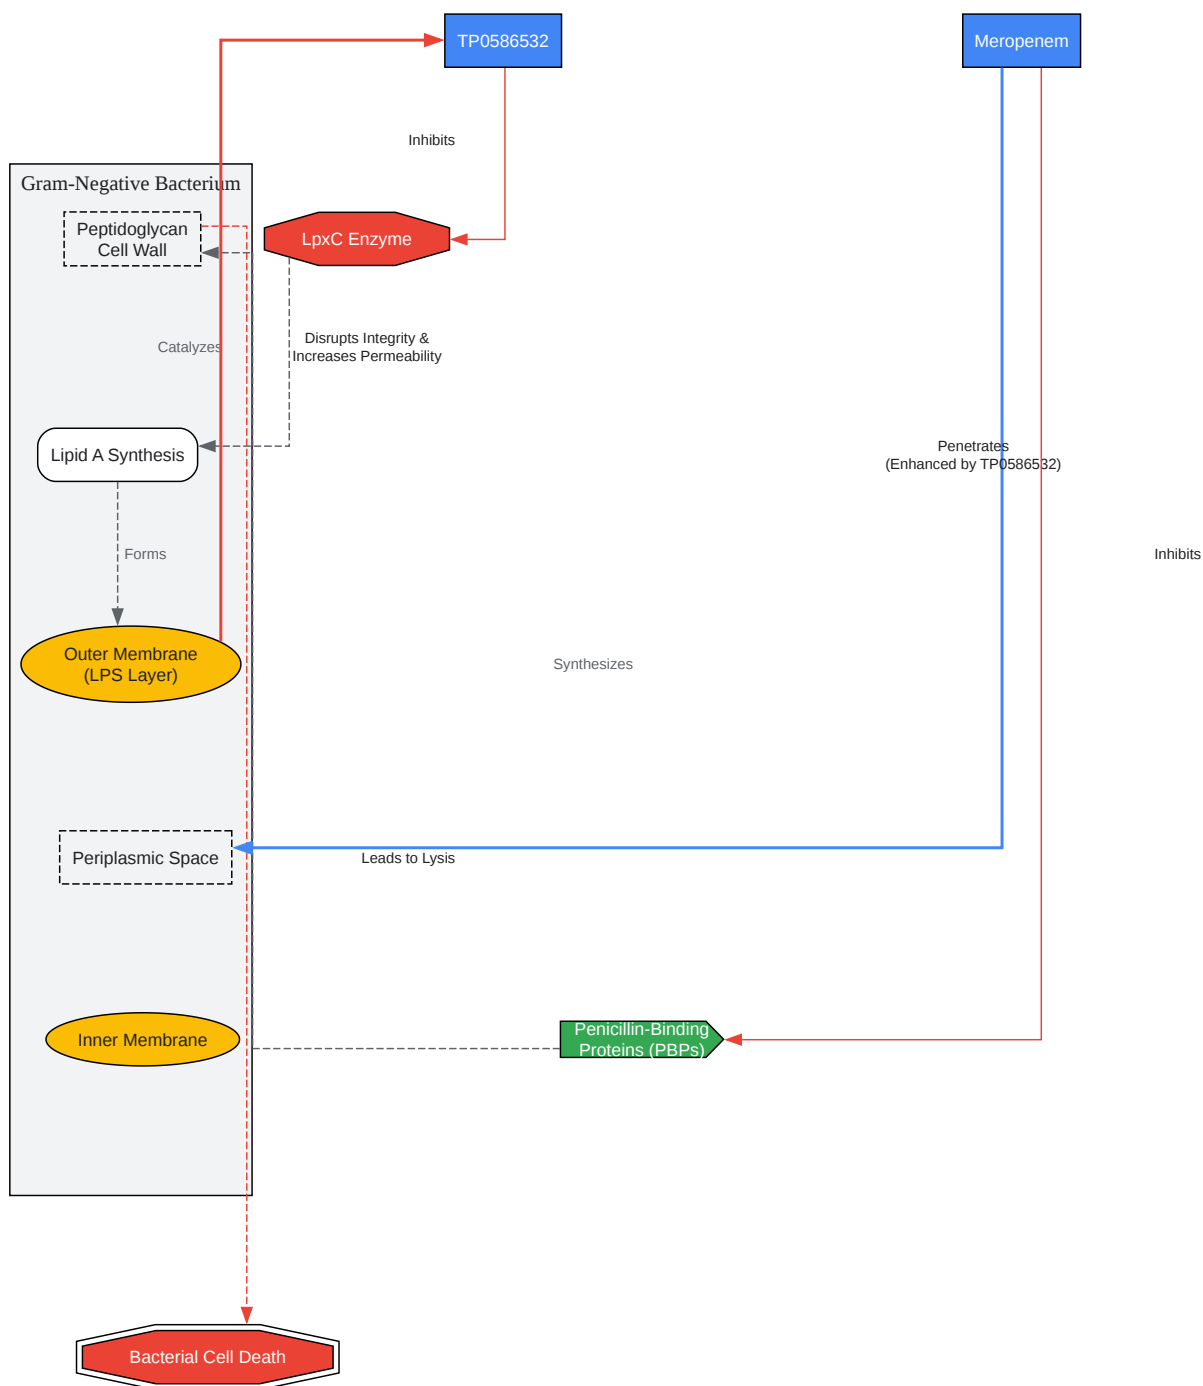 TP0586532
Meropenem
Inhibits
Gram-Negative Bacterium
Peptidoglycan
Cell Wall
LpxC Enzyme
Catalyzes
Disrupts Integrity &
Increases Permeability
Lipid A Synthesis
Penetrates
(Enhanced by TP0586532)
Forms
Inhibits
Outer Membrane
(LPS Layer)
Synthesizes
Periplasmic Space
Leads to Lysis
Inner Membrane
Penicillin-Binding
Proteins (PBPs)
Bacterial Cell Death